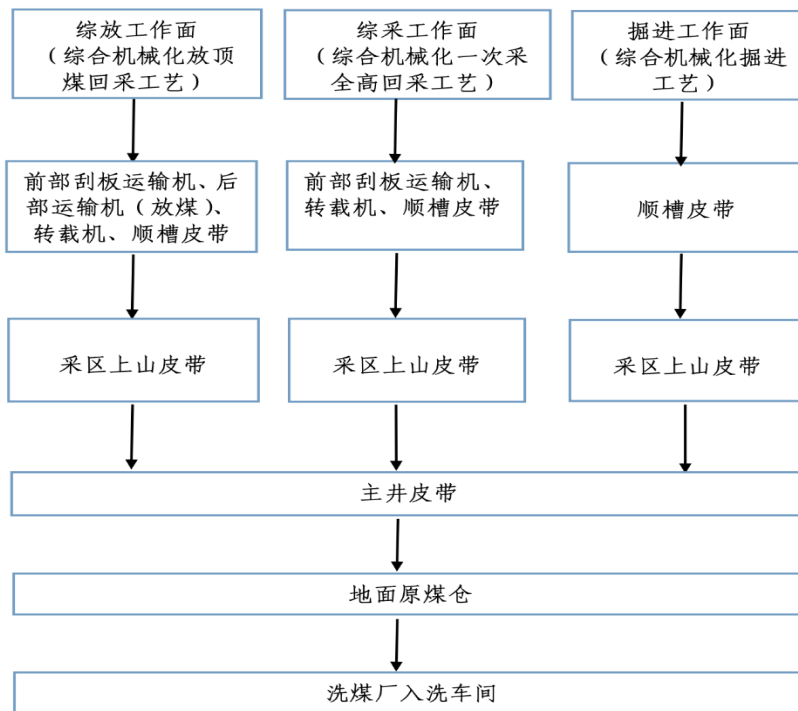 综放工作面
（综合机械化放顶
煤回采工艺）
综采工作面
（综合机械化一次采
全高回采工艺）
掘进工作面
（综合机械化掘进
工艺）
前部刮板运输机、后
部运输机（放煤）、
转载机、顺槽皮带
前部刮板运输机、
转载机、顺槽皮带
顺槽皮带
采区上山皮带
采区上山皮带
采区上山皮带
主井皮带
地面原煤仓
洗煤厂入洗车间